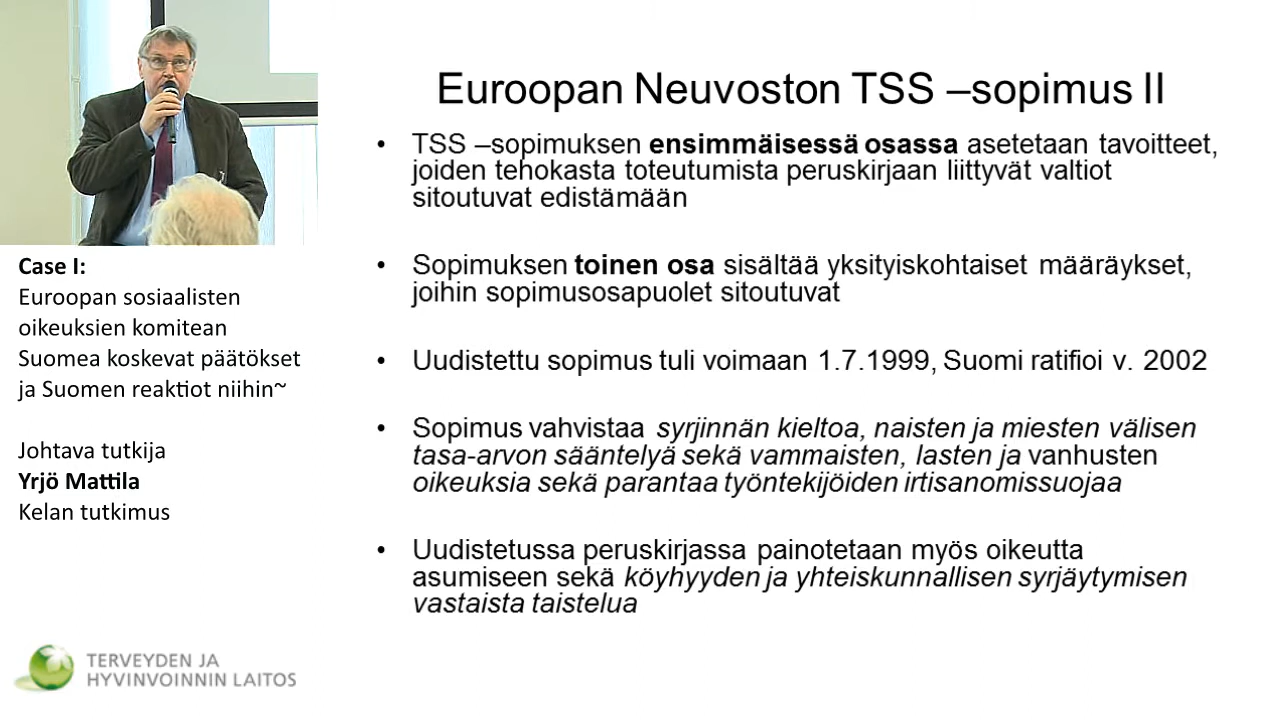 Euroopan Neuvoston TSS –sopimus II
• TSS –sopimuksen ensimmäisessä osassa asetetaan tavoitteet,
joiden tehokasta toteutumista peruskirjaan liittyvät valtiot
sitoutuvat edistämään
• Sopimuksen toinen osa sisältää yksityiskohtaiset määräykset,
joihin sopimusosapuolet sitoutuvat
• Uudistettu sopimus tuli voimaan 1.7.1999, Suomi ratifioi v. 2002
• Sopimus vahvistaa syrjinnän kieltoa, naisten ja miesten välisen
tasa-arvon sääntelyä sekä vammaisten, lasten ja vanhusten
oikeuksia sekä parantaa työntekijöiden irtisanomissuojaa
• Uudistetussa peruskirjassa painotetaan myös oikeutta
asumiseen sekä köyhyyden ja yhteiskunnallisen syrjäytymisen
vastaista taistelua
Case I:
Euroopan sosiaalisten
oikeuksien komitean
Suomea koskevat päätökset
ja Suomen reaktiot niihin~
Johtava tutkija
Yrjö Mattila
Kelan tutkimus
TERVEYDEN JA
HYVINVOINNIN LAITOS